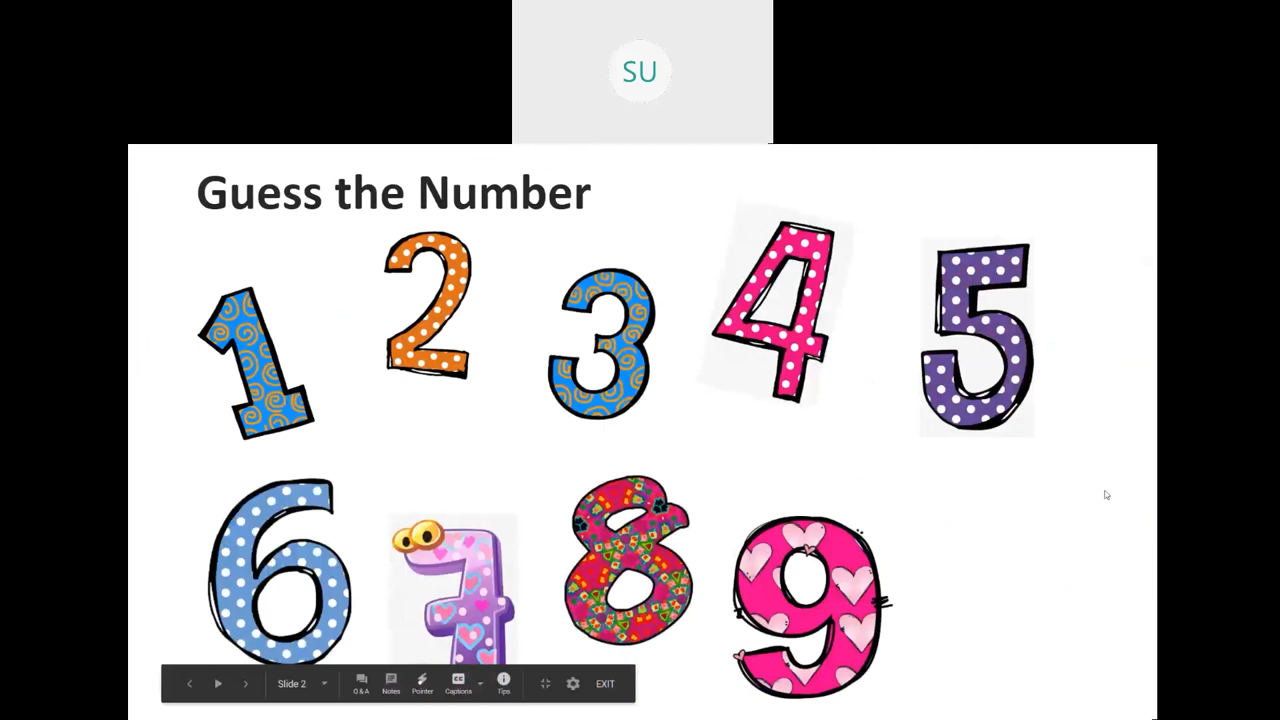 SU
Guess the Number
1 2 3 4 5
6 7 8 9
Slide 2 Q & A Notes Pointer CC Captions Tips EXIT